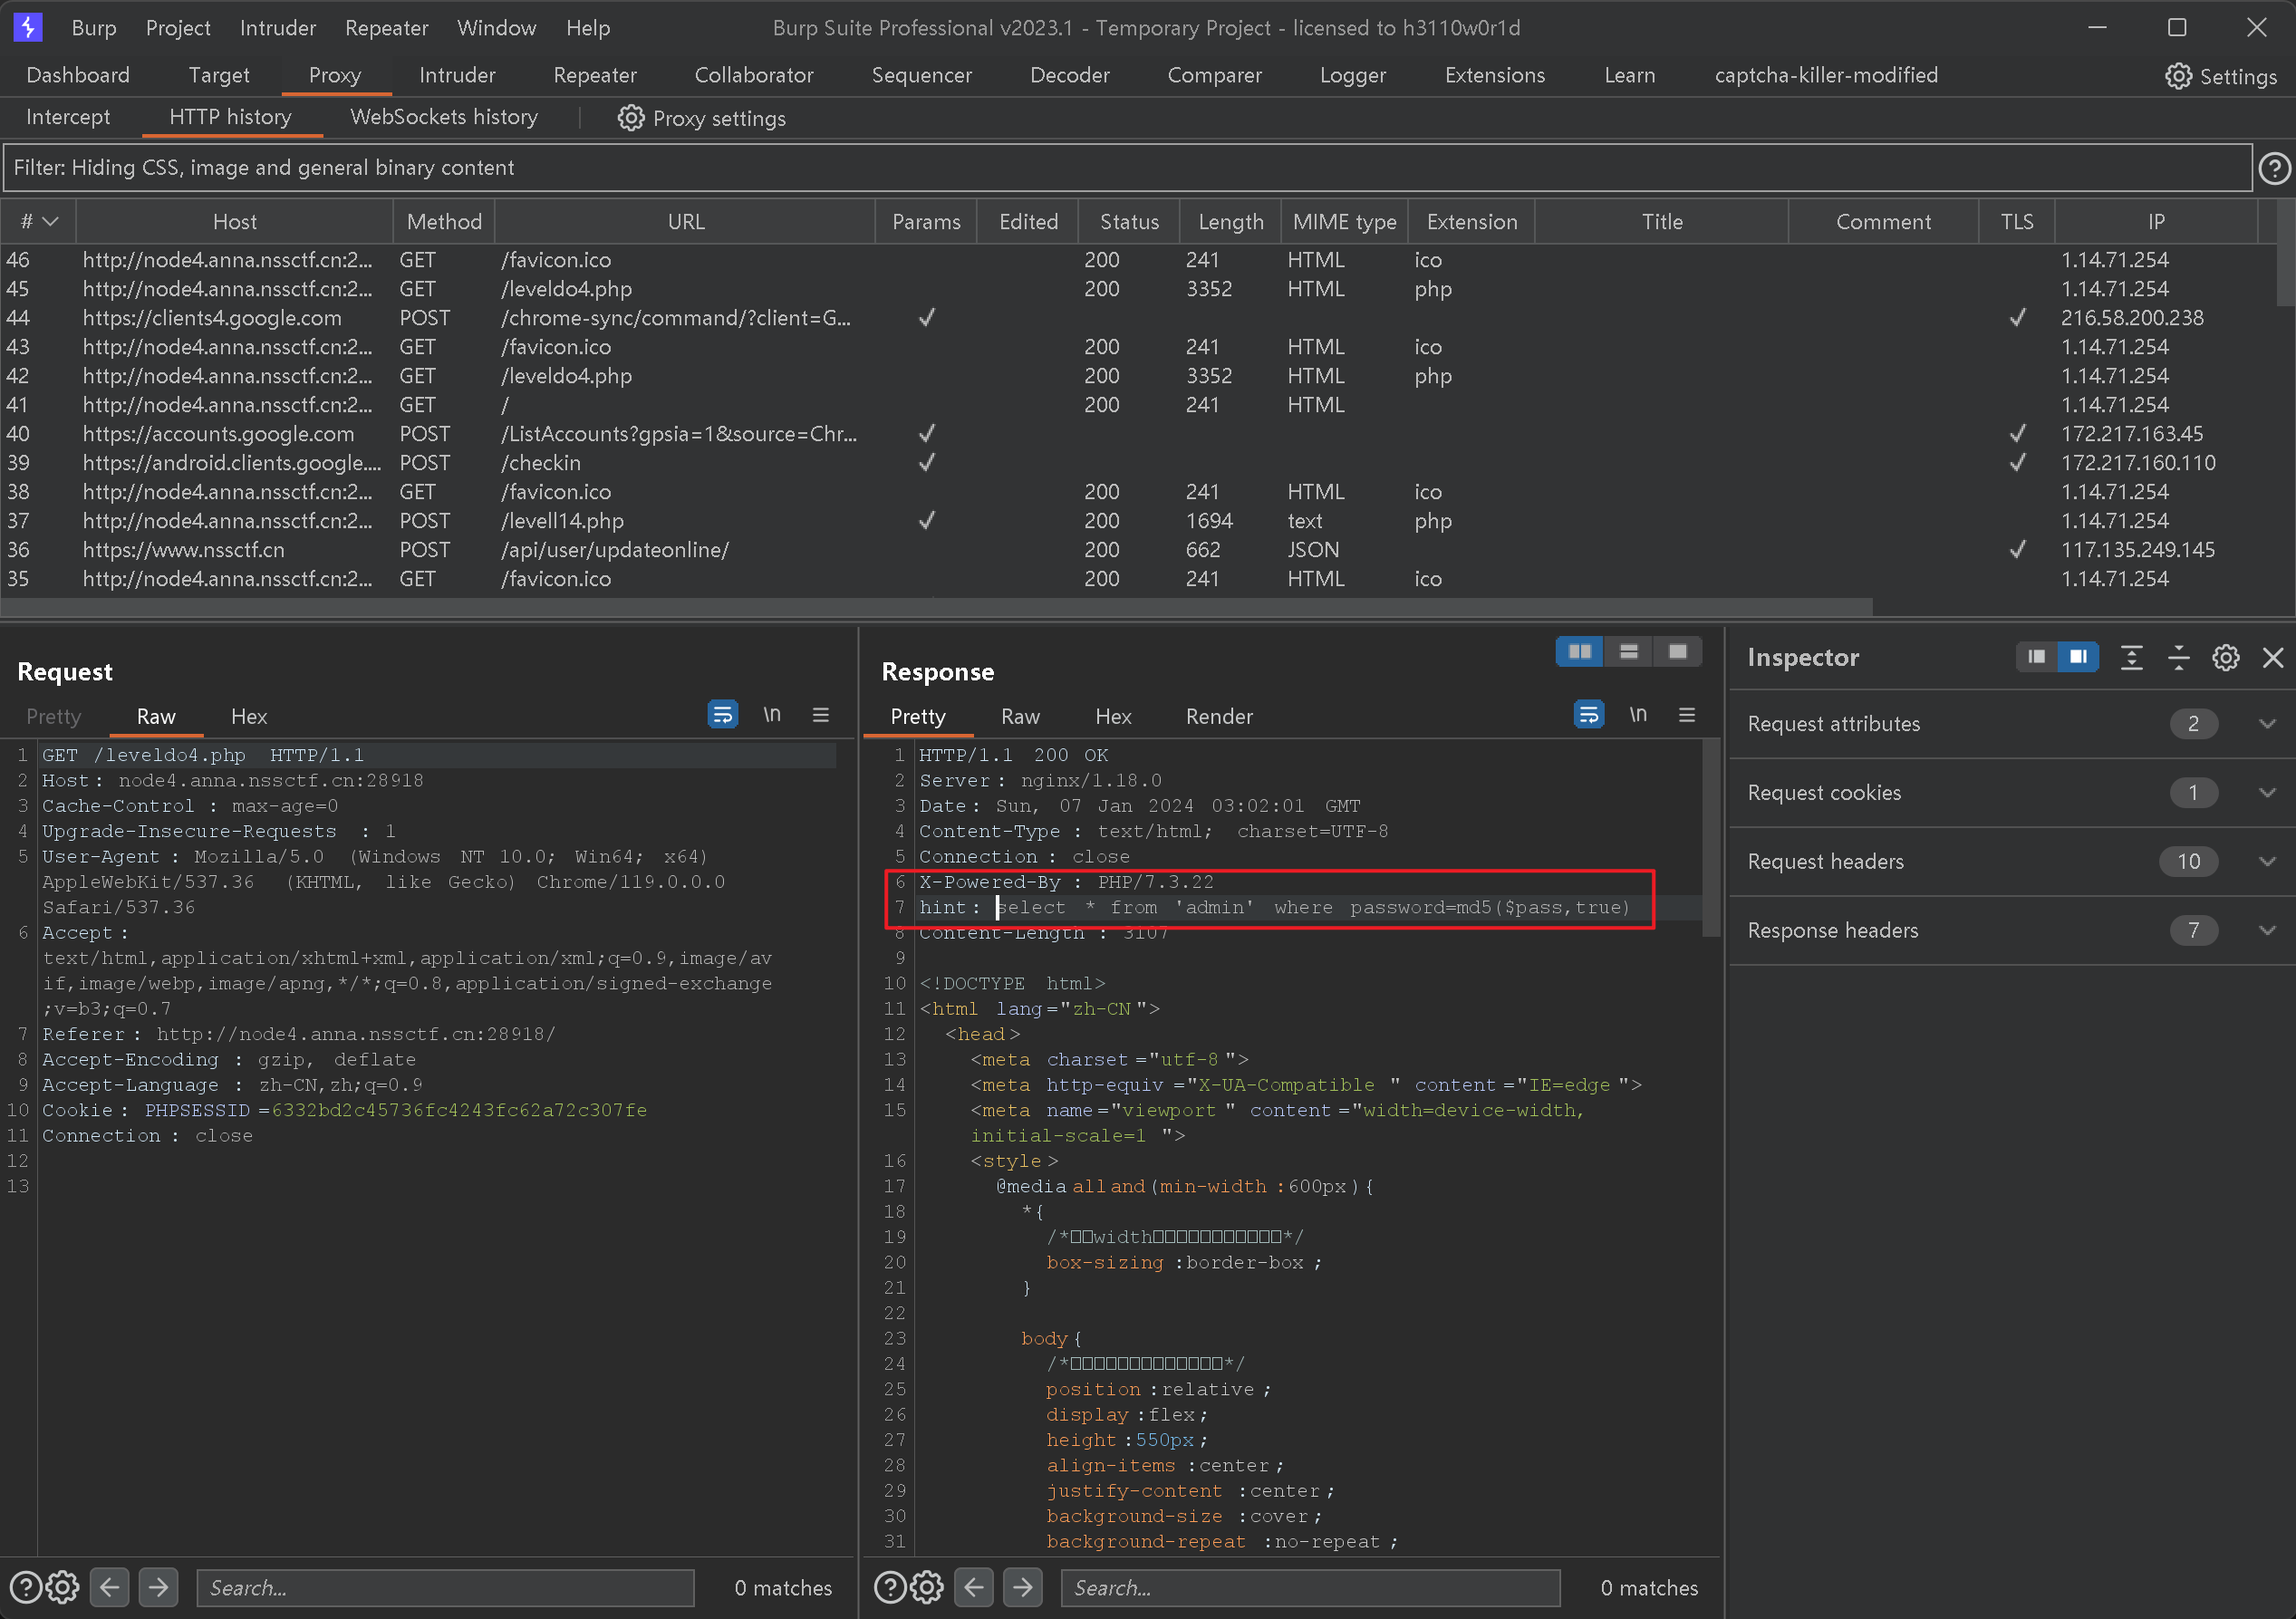 Burp Project Intruder Repeater Window Help Burp Suite Professional v2023.1 - Temporary Project - licensed to h3110w0r1d
Dashboard Target Proxy Intruder Repeater Collaborator Sequencer Decoder Comparer Logger Extensions Learn captcha-killer-modified Settings
Intercept HTTP history WebSockets history Proxy settings
Filter: Hiding CSS, image and general binary content
# Host Method URL Params Edited Status Length MIME type Extension Title Comment TLS IP
46 http://node4.anna.nssctf.cn:2... GET /favicon.ico 200 241 HTML ico 1.14.71.254
45 http://node4.anna.nssctf.cn:2... GET /leveldo4.php 200 3352 HTML php 1.14.71.254
44 https://clients4.google.com POST /chrome-sync/command/?client=G... ✓ ✓ 216.58.200.238
43 http://node4.anna.nssctf.cn:2... GET /favicon.ico 200 241 HTML ico 1.14.71.254
42 http://node4.anna.nssctf.cn:2... GET /leveldo4.php 200 3352 HTML php 1.14.71.254
41 http://node4.anna.nssctf.cn:2... GET / 200 241 HTML 1.14.71.254
40 https://accounts.google.com POST /ListAccounts?gpsia=1&source=Chr... ✓ ✓ 172.217.163.45
39 https://android.clients.google.... POST /checkin ✓ ✓ 172.217.160.110
38 http://node4.anna.nssctf.cn:2... GET /favicon.ico 200 241 HTML ico 1.14.71.254
37 http://node4.anna.nssctf.cn:2... POST /levell14.php ✓ 200 1694 text php 1.14.71.254
36 https://www.nssctf.cn POST /api/user/updateonline/ 200 662 JSON ✓ 117.135.249.145
35 http://node4.anna.nssctf.cn:2... GET /favicon.ico 200 241 HTML ico 1.14.71.254
Request
Pretty Raw Hex \n
1 GET /leveldo4.php HTTP/1.1
2 Host: node4.anna.nssctf.cn:28918
3 Cache-Control: max-age=0
4 Upgrade-Insecure-Requests: 1
5 User-Agent: Mozilla/5.0 (Windows NT 10.0; Win64; x64)
AppleWebKit/537.36 (KHTML, like Gecko) Chrome/119.0.0.0
Safari/537.36
6 Accept:
text/html,application/xhtml+xml,application/xml;q=0.9,image/av
if,image/webp,image/apng,*/*;q=0.8,application/signed-exchange
;v=b3;q=0.7
7 Referer: http://node4.anna.nssctf.cn:28918/
8 Accept-Encoding: gzip, deflate
9 Accept-Language: zh-CN,zh;q=0.9
10 Cookie: PHPSESSID=6332bd2c45736fc4243fc62a72c307fe
11 Connection: close
12
13
Search... 0 matches
Response
Pretty Raw Hex Render \n
1 HTTP/1.1 200 OK
2 Server: nginx/1.18.0
3 Date: Sun, 07 Jan 2024 03:02:01 GMT
4 Content-Type: text/html; charset=UTF-8
5 Connection: close
6 X-Powered-By: PHP/7.3.22
7 hint: select * from 'admin' where password=md5($pass,true)
8 Content-Length: 3107
9
10 <!DOCTYPE html>
11 <html lang="zh-CN">
12 <head>
13 <meta charset="utf-8">
14 <meta http-equiv="X-UA-Compatible" content="IE=edge">
15 <meta name="viewport" content="width=device-width,
initial-scale=1">
16 <style>
17 @media all and (min-width:600px){
18 *{
19 /*□□width□□□□□□□□□□□*/
20 box-sizing:border-box;
21 }
22
23 body{
24 /*□□□□□□□□□□□□□*/
25 position:relative;
26 display:flex;
27 height:550px;
28 align-items:center;
29 justify-content:center;
30 background-size:cover;
31 background-repeat:no-repeat;
Search... 0 matches
Inspector
Request attributes 2
Request cookies 1
Request headers 10
Response headers 7